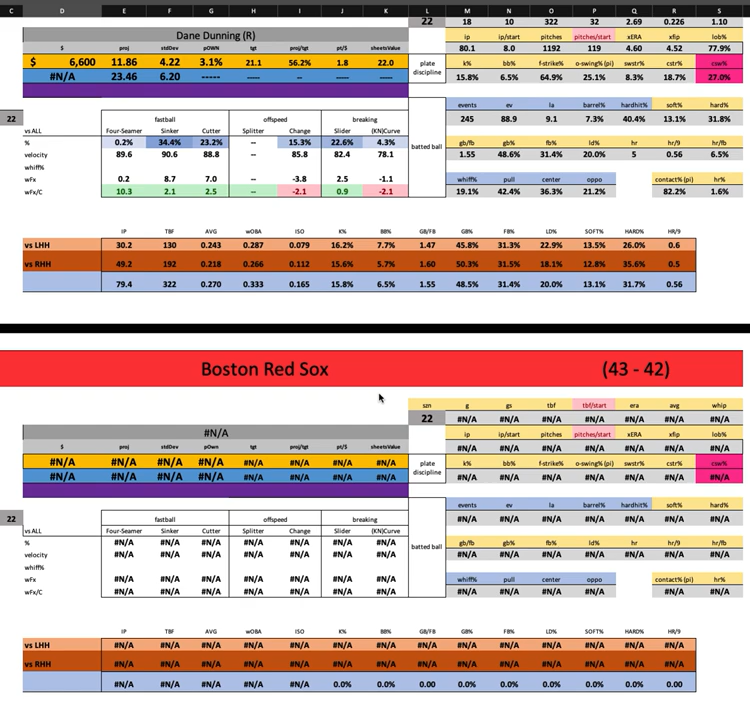 C D E F G H I J K L M N O P Q R S
22 18 10 322 32 2.69 0.226 1.10
Dane Dunning (R) ip ip/start pitches pitches/start xERA xfip lob%
$ proj stdDev pOWN tgt proj/tgt pt/$ sheetsValue 80.1 8.0 1192 119 4.60 4.52 77.9%
$ 6,600 11.86 4.22 3.1% 21.1 56.2% 1.8 22.0 plate discipline k% bb% f-strike% o-swing% (pi) swstr% cstr% csw%
#N/A 23.46 6.20 ----- ---- -- ---- ---- 15.8% 6.5% 64.9% 25.1% 8.3% 18.7% 27.0%
events ev la barrel% hardhit% soft% hard%
22 fastball offspeed breaking 245 88.9 9.1 7.3% 40.4% 13.1% 31.8%
vs ALL Four-Seamer Sinker Cutter Splitter Change Slider (KN)Curve
% 0.2% 34.4% 23.2% -- 15.3% 22.6% 4.3% batted ball gb/fb gb% fb% ld% hr hr/9 hr/fb
velocity 89.6 90.6 88.8 -- 85.8 82.4 78.1 1.55 48.6% 31.4% 20.0% 5 0.56 6.5%
whiff%
wFx 0.2 8.7 7.0 -3.8 2.5 -1.1 whiff% pull center oppo contact% (pi) hr%
wFx/C 10.3 2.1 2.5 -- -2.1 0.9 -2.1 19.1% 42.4% 36.3% 21.2% 82.2% 1.6%
IP TBF AVG wOBA ISO K% BB% GB/FB GB% FB% LD% SOFT% HARD% HR/9
vs LHH 30.2 130 0.243 0.287 0.079 16.2% 7.7% 1.47 45.8% 31.3% 22.9% 13.5% 26.0% 0.6
vs RHH 49.2 192 0.218 0.266 0.112 15.6% 5.7% 1.60 50.3% 31.5% 18.1% 12.8% 35.6% 0.5
79.4 322 0.270 0.333 0.165 15.8% 6.5% 1.55 48.5% 31.4% 20.0% 13.1% 31.7% 0.56
Boston Red Sox (43 - 42)
szn g gs tbf tbf/start era avg whip
22 #N/A #N/A #N/A #N/A #N/A #N/A #N/A
#N/A ip ip/start pitches pitches/start xERA xfip lob%
$ proj stdDev pOwn tgt proj/tgt pt/$ sheetsValue #N/A #N/A #N/A #N/A #N/A #N/A #N/A
#N/A #N/A #N/A #N/A #N/A #N/A #N/A #N/A plate discipline k% bb% f-strike% o-swing% (pi) swstr% cstr% csw%
#N/A #N/A #N/A #N/A #N/A #N/A #N/A #N/A #N/A #N/A #N/A #N/A #N/A #N/A #N/A
events ev la barrel% hardhit% soft% hard%
22 fastball offspeed breaking #N/A #N/A #N/A #N/A #N/A #N/A #N/A
vs ALL Four-Seamer Sinker Cutter Splitter Change Slider (KN)Curve
% #N/A #N/A #N/A #N/A #N/A #N/A #N/A batted ball gb/fb gb% fb% ld% hr hr/9 hr/fb
velocity #N/A #N/A #N/A #N/A #N/A #N/A #N/A #N/A #N/A #N/A #N/A #N/A #N/A #N/A
whiff%
wFx #N/A #N/A #N/A #N/A #N/A #N/A #N/A whiff% pull center oppo contact% (pi) hr%
wFx/C #N/A #N/A #N/A #N/A #N/A #N/A #N/A #N/A #N/A #N/A #N/A #N/A #N/A
IP TBF AVG wOBA ISO K% BB% GB/FB GB% FB% LD% SOFT% HARD% HR/9
vs LHH #N/A #N/A #N/A #N/A #N/A #N/A #N/A #N/A #N/A #N/A #N/A #N/A #N/A #N/A
vs RHH #N/A #N/A #N/A #N/A #N/A #N/A #N/A #N/A #N/A #N/A #N/A #N/A #N/A #N/A
#N/A #N/A #N/A #N/A #N/A 0.0% 0.0% 0.00 0.0% 0.0% 0.0% 0.0% 0.0% 0.00